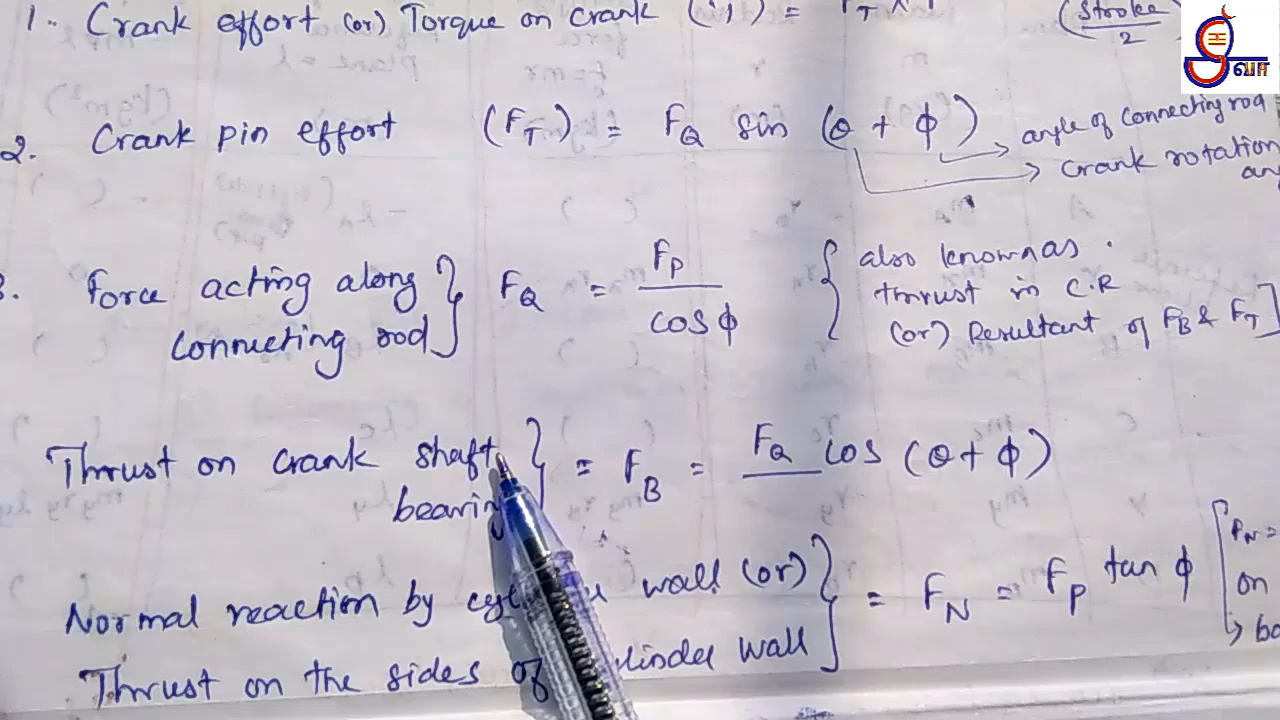 1. Crank effort (or) Torque on crank (T) = F_T × r (stroke/2)
2. Crank pin effort (F_T) = F_Q sin (θ + ϕ) → angle of connecting rod
→ crank rotation
3. Force acting along connecting rod } F_Q = F_P / cos ϕ { also known as thrust in C.R (or) Resultant of F_B & F_T ]
Thrust on crank shaft bearing } = F_B = F_Q cos (θ + ϕ)
Normal reaction by wall (or)
Thrust on the sides of wall } = F_N = F_P tan ϕ [
on
வா